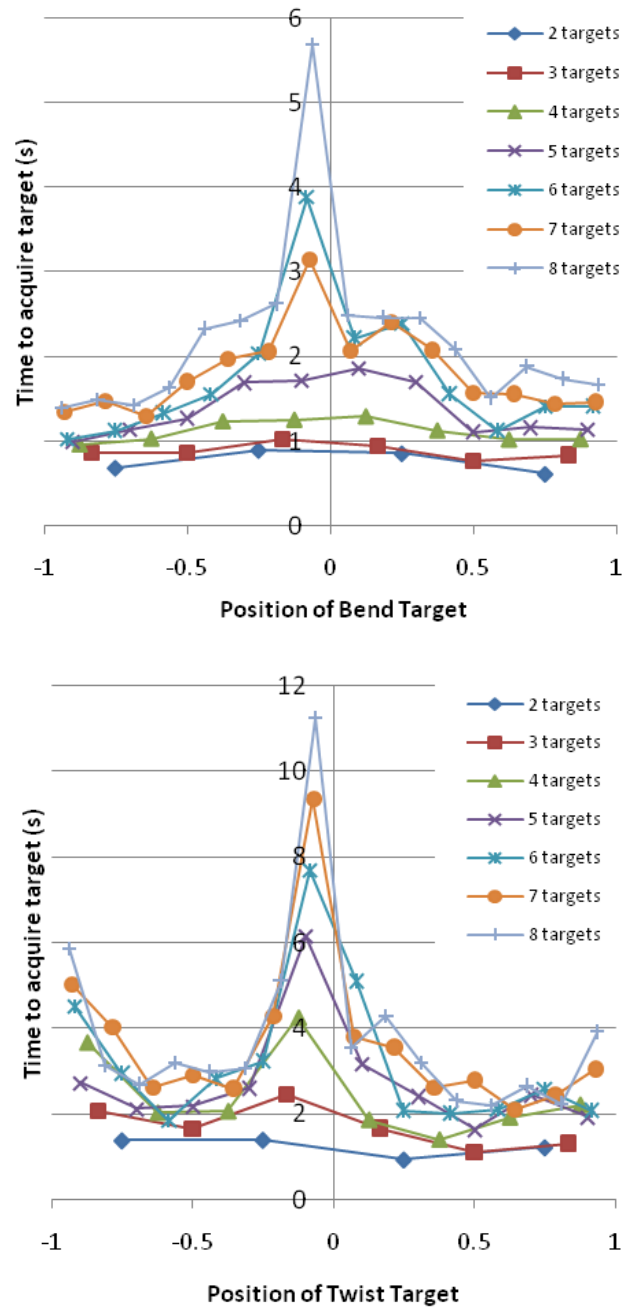 6
5
4
3
2
1
0
-1
-0.5
0
0.5
1
Time to acquire target (s)
Position of Bend Target
2 targets
3 targets
4 targets
5 targets
6 targets
7 targets
8 targets
12
10
8
6
4
2
0
-1
-0.5
0
0.5
1
Time to acquire target (s)
Position of Twist Target
2 targets
3 targets
4 targets
5 targets
6 targets
7 targets
8 targets